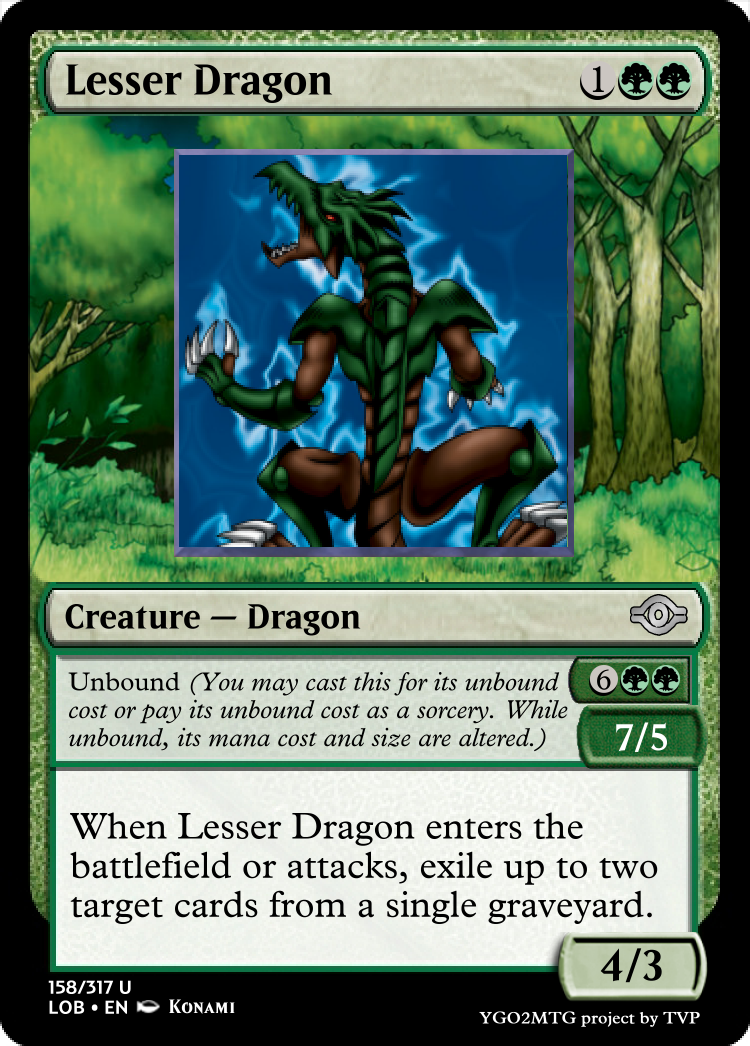 Lesser Dragon 1
Creature — Dragon
Unbound (You may cast this for its unbound 6
cost or pay its unbound cost as a sorcery. While
unbound, its mana cost and size are altered.) 7/5
When Lesser Dragon enters the
battlefield or attacks, exile up to two
target cards from a single graveyard.
4/3
158/317 U
LOB • EN KONAMI
YGO2MTG project by TVP